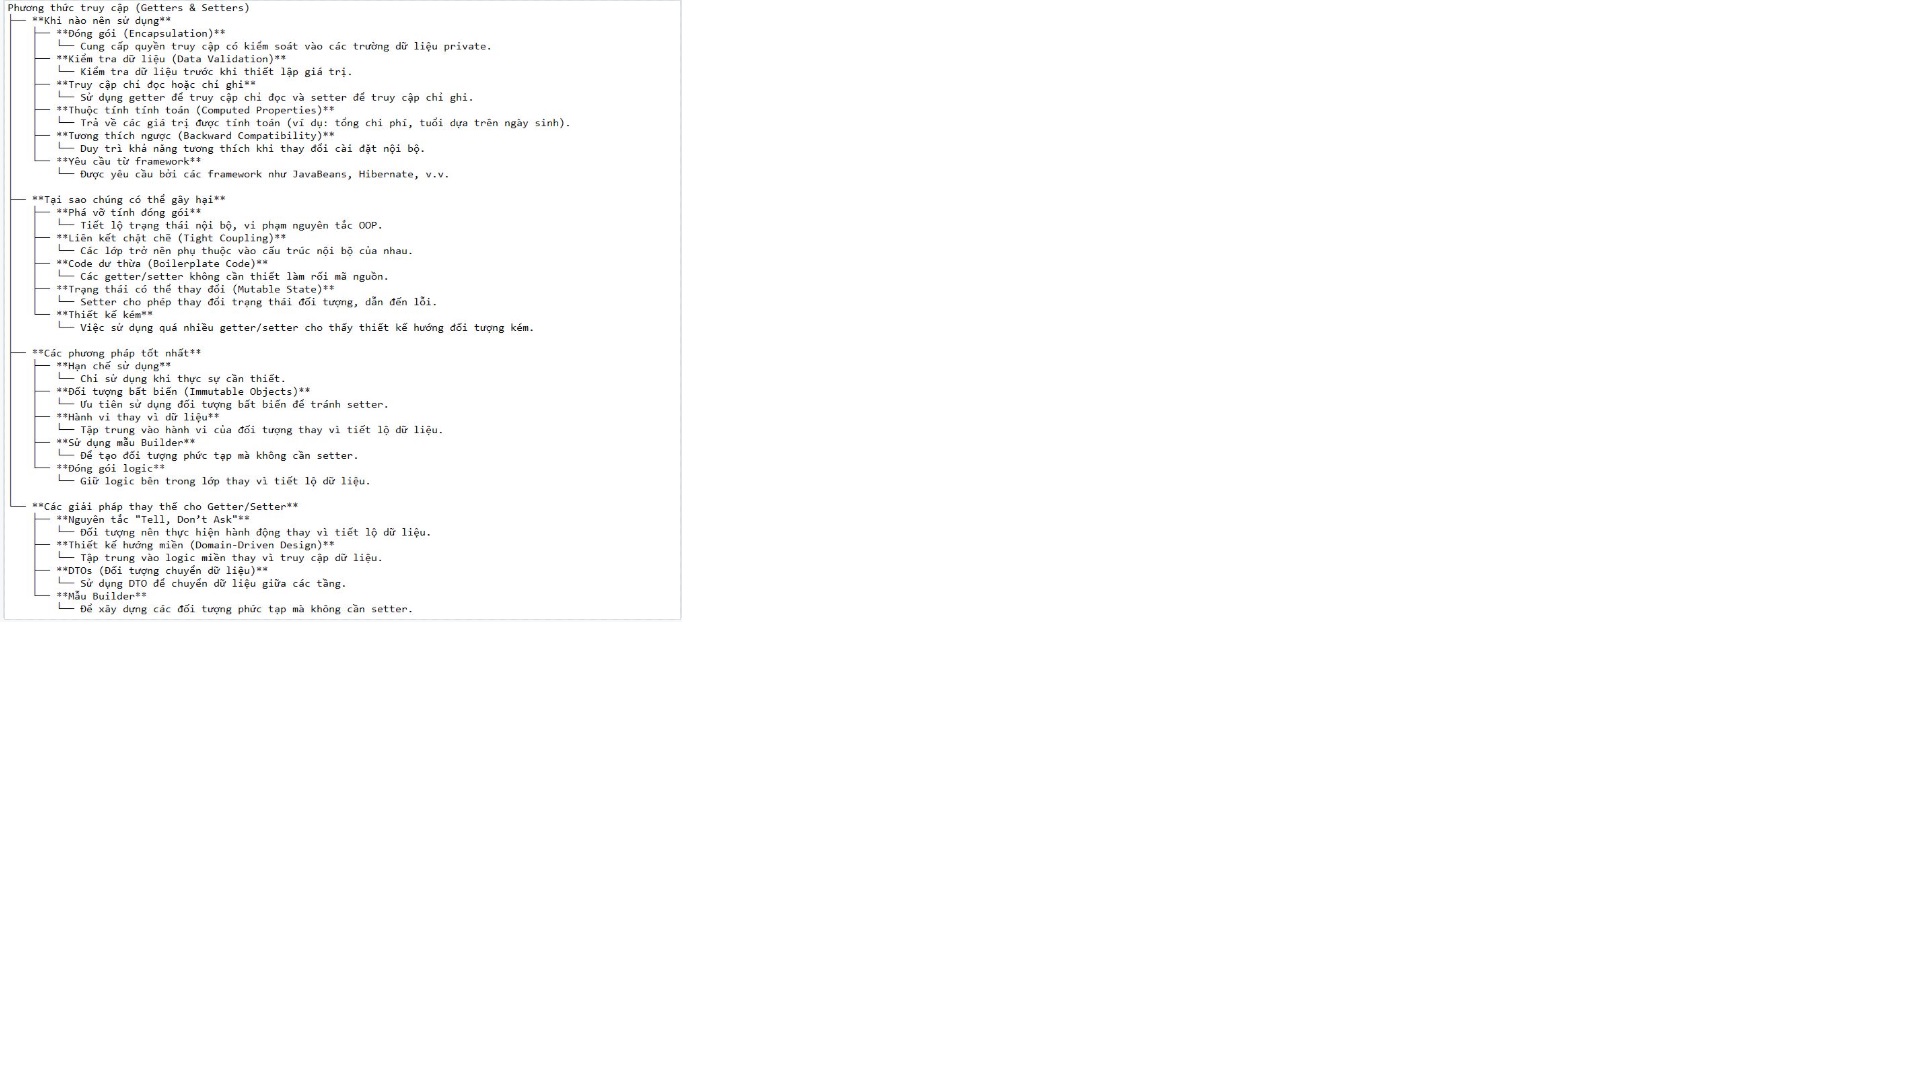 Phương thức truy cập (Getters & Setters)
├── **Khi nào nên sử dụng**
│   ├── **Đóng gói (Encapsulation)**
│   │   └── Cung cấp quyền truy cập có kiểm soát vào các trường dữ liệu private.
│   ├── **Kiểm tra dữ liệu (Data Validation)**
│   │   └── Kiểm tra dữ liệu trước khi thiết lập giá trị.
│   ├── **Truy cập chỉ đọc hoặc chỉ ghi**
│   │   └── Sử dụng getter để truy cập chỉ đọc và setter để truy cập chỉ ghi.
│   ├── **Thuộc tính tính toán (Computed Properties)**
│   │   └── Trả về các giá trị được tính toán (ví dụ: tổng chi phí, tuổi dựa trên ngày sinh).
│   ├── **Tương thích ngược (Backward Compatibility)**
│   │   └── Duy trì khả năng tương thích khi thay đổi cài đặt nội bộ.
│   └── **Yêu cầu từ framework**
│       └── Được yêu cầu bởi các framework như JavaBeans, Hibernate, v.v.
│
├── **Tại sao chúng có thể gây hại**
│   ├── **Phá vỡ tính đóng gói**
│   │   └── Tiết lộ trạng thái nội bộ, vi phạm nguyên tắc OOP.
│   ├── **Liên kết chặt chẽ (Tight Coupling)**
│   │   └── Các lớp trở nên phụ thuộc vào cấu trúc nội bộ của nhau.
│   ├── **Code dư thừa (Boilerplate Code)**
│   │   └── Các getter/setter không cần thiết làm rối mã nguồn.
│   ├── **Trạng thái có thể thay đổi (Mutable State)**
│   │   └── Setter cho phép thay đổi trạng thái đối tượng, dẫn đến lỗi.
│   └── **Thiết kế kém**
│       └── Việc sử dụng quá nhiều getter/setter cho thấy thiết kế hướng đối tượng kém.
│
├── **Các phương pháp tốt nhất**
│   ├── **Hạn chế sử dụng**
│   │   └── Chỉ sử dụng khi thực sự cần thiết.
│   ├── **Đối tượng bất biến (Immutable Objects)**
│   │   └── Ưu tiên sử dụng đối tượng bất biến để tránh setter.
│   ├── **Hành vi thay vì dữ liệu**
│   │   └── Tập trung vào hành vi của đối tượng thay vì tiết lộ dữ liệu.
│   ├── **Sử dụng mẫu Builder**
│   │   └── Để tạo đối tượng phức tạp mà không cần setter.
│   └── **Đóng gói logic**
│       └── Giữ logic bên trong lớp thay vì tiết lộ dữ liệu.
│
└── **Các giải pháp thay thế cho Getter/Setter**
    ├── **Nguyên tắc "Tell, Don’t Ask"**
    │   └── Đối tượng nên thực hiện hành động thay vì tiết lộ dữ liệu.
    ├── **Thiết kế hướng miền (Domain-Driven Design)**
    │   └── Tập trung vào logic miền thay vì truy cập dữ liệu.
    ├── **DTOs (Đối tượng chuyển dữ liệu)**
    │   └── Sử dụng DTO để chuyển dữ liệu giữa các tầng.
    └── **Mẫu Builder**
        └── Để xây dựng các đối tượng phức tạp mà không cần setter.